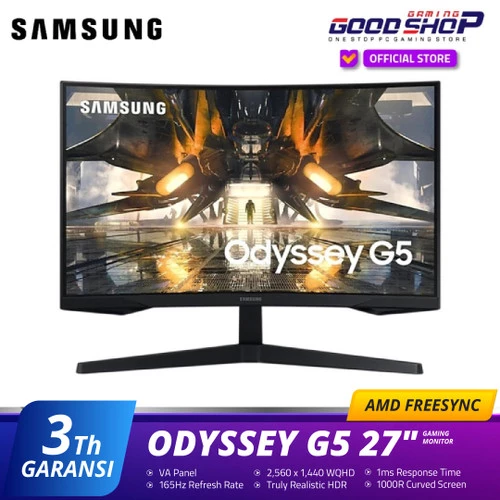 SAMSUNG
GAMING
GOODSHOP
ONE STOP PC GAMING STORE
OFFICIAL STORE
SAMSUNG
Odyssey G5
SAMSUNG
AMD FREESYNC
3Th
GARANSI
ODYSSEY G5 27"
GAMING
MONITOR
• VA Panel
• 2,560 x 1,440 WQHD
• 1ms Response Time
• 165Hz Refresh Rate
• Truly Realistic HDR
• 1000R Curved Screen